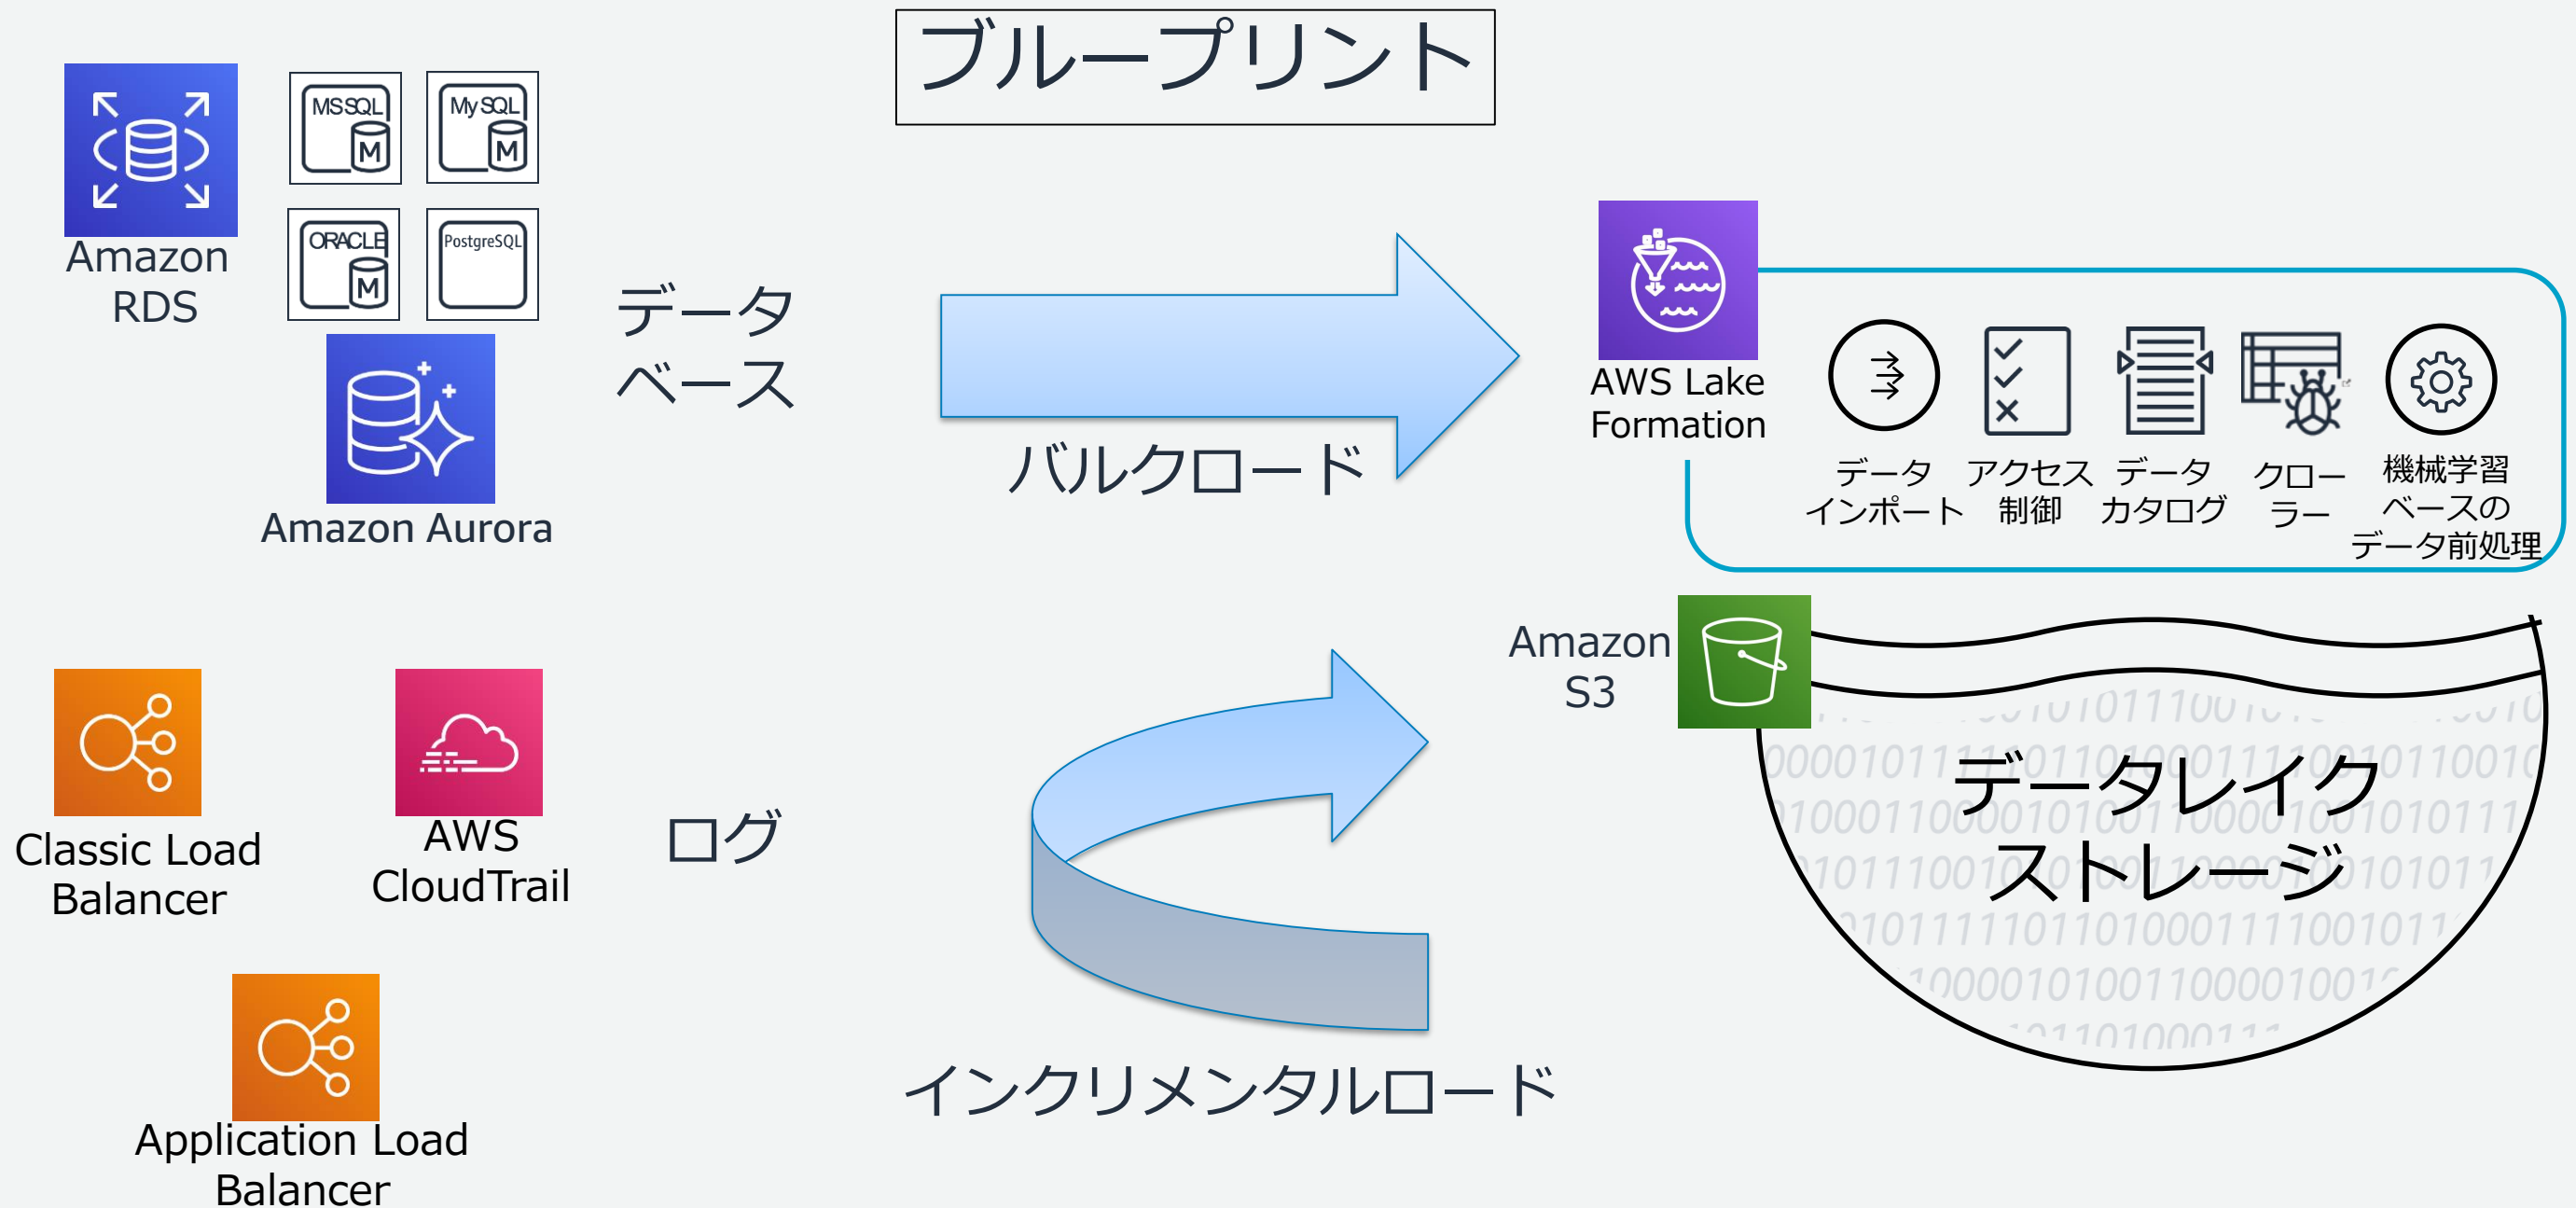 ブループリント
MSSQL
M
My SQL
M
ORACLE
M
PostgreSQL
Amazon
RDS
Amazon Aurora
データ
ベース
バルクロード
AWS Lake
Formation
データ
インポート
アクセス
制御
データ
カタログ
クロー
ラー
機械学習
ベースの
データ前処理
Classic Load
Balancer
AWS
CloudTrail
ログ
Application Load
Balancer
インクリメンタルロード
Amazon
S3
データレイク
ストレージ